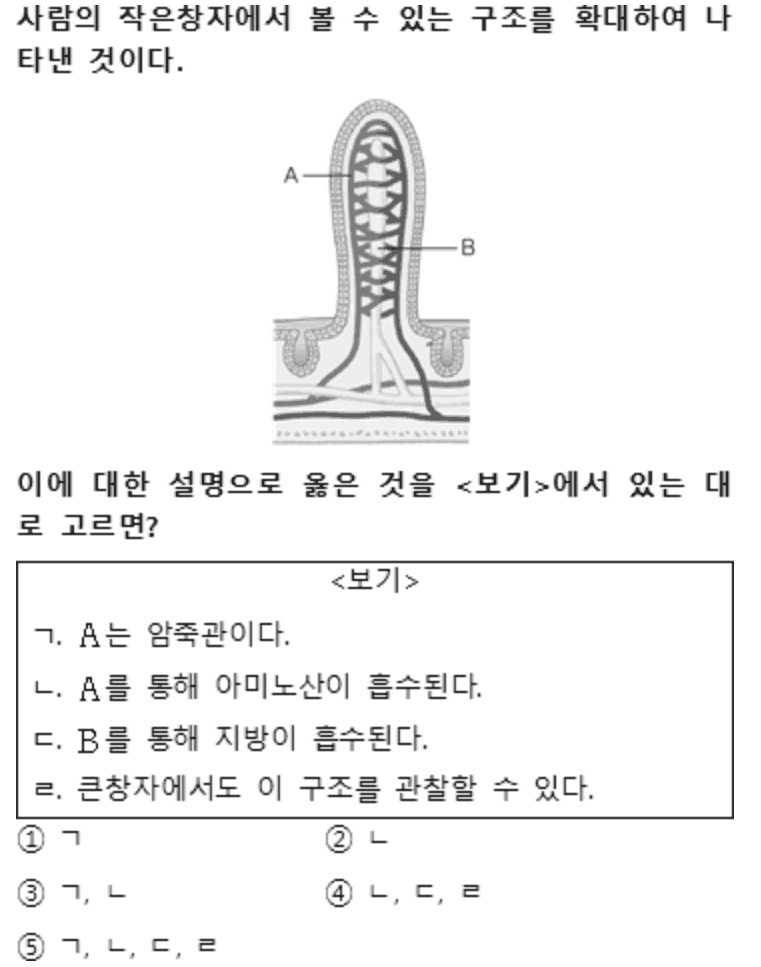 사람의 작은창자에서 볼 수 있는 구조를 확대하여 나
타낸 것이다.
A
B
이에 대한 설명으로 옳은 것을 <보기>에서 있는 대
로 고르면?
<보기>
ㄱ. A는 암죽관이다.
ㄴ. A를 통해 아미노산이 흡수된다.
ㄷ. B를 통해 지방이 흡수된다.
ㄹ. 큰창자에서도 이 구조를 관찰할 수 있다.
① ㄱ ② ㄴ
③ ㄱ, ㄴ ④ ㄴ, ㄷ, ㄹ
⑤ ㄱ, ㄴ, ㄷ, ㄹ